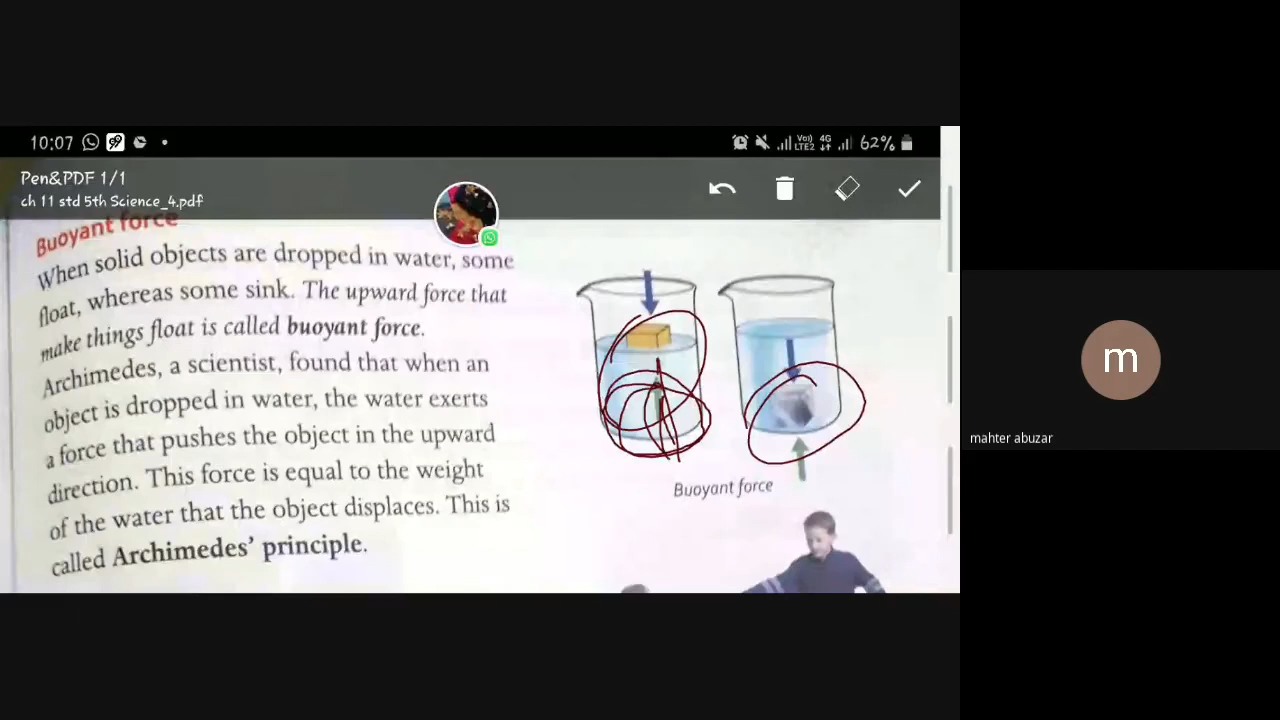 10:07
Vo)) 4G
LTE2
62%
Pen&PDF 1/1
ch 11 std 5th Science_4.pdf
Buoyant force
When solid objects are dropped in water, some
float, whereas some sink. The upward force that
make things float is called buoyant force.
Archimedes, a scientist, found that when an
object is dropped in water, the water exerts
a force that pushes the object in the upward
direction. This force is equal to the weight
of the water that the object displaces. This is
called Archimedes’ principle.
Buoyant force
m
mahter abuzar